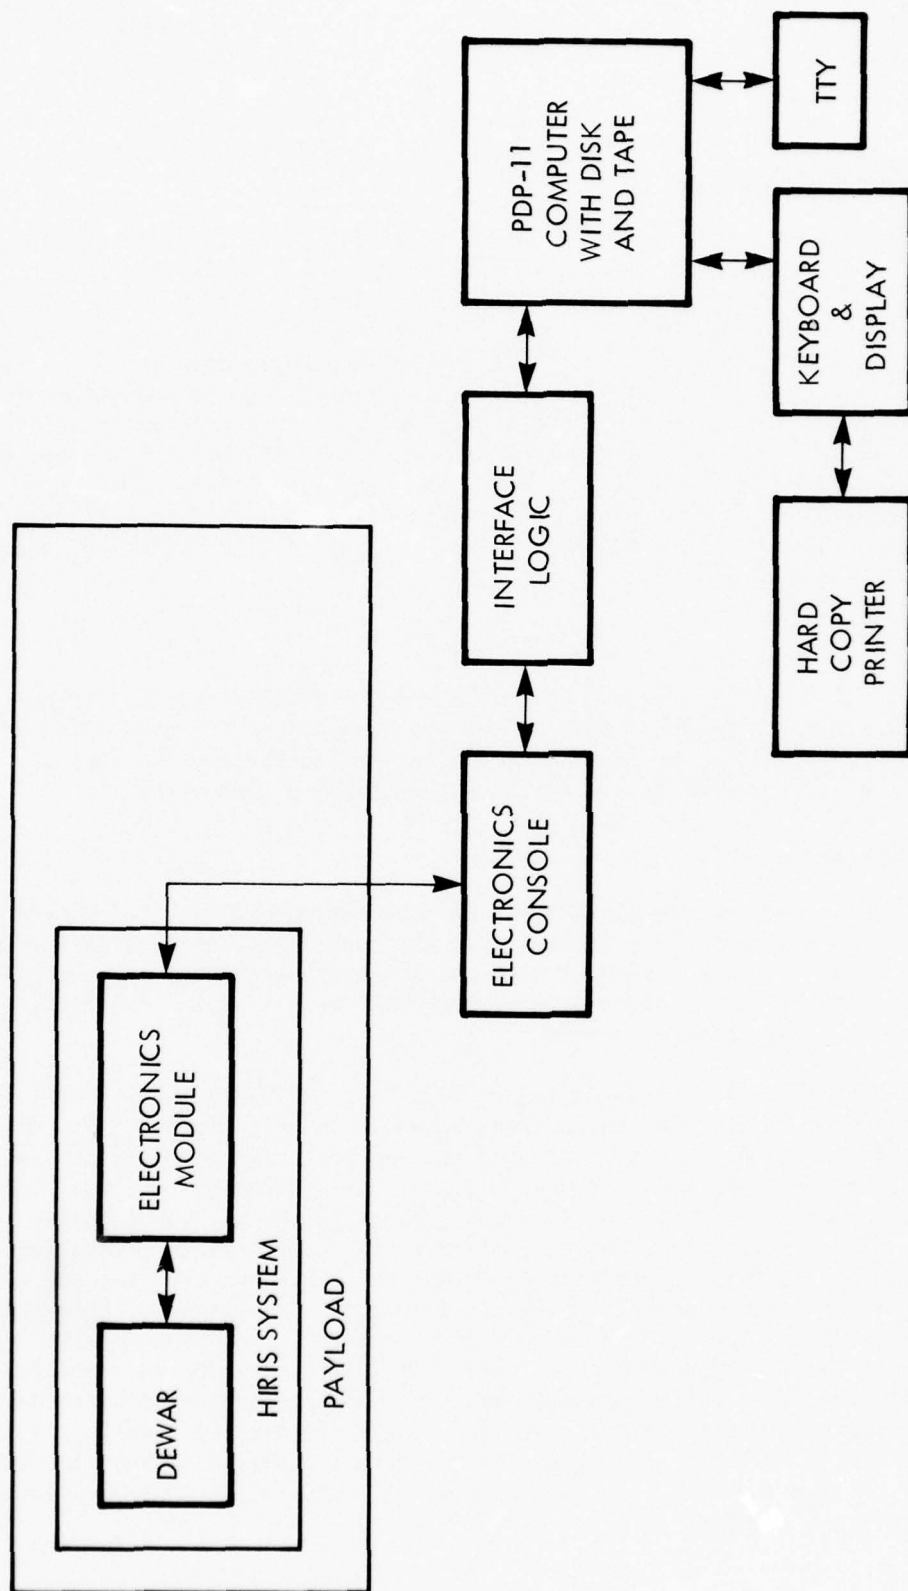 DEWAR
ELECTRONICS
MODULE
HIRIS SYSTEM
PAYLOAD
ELECTRONICS
CONSOLE
INTERFACE
LOGIC
PDP-11
COMPUTER
WITH DISK
AND TAPE
HARD
COPY
PRINTER
KEYBOARD
&
DISPLAY
TTY